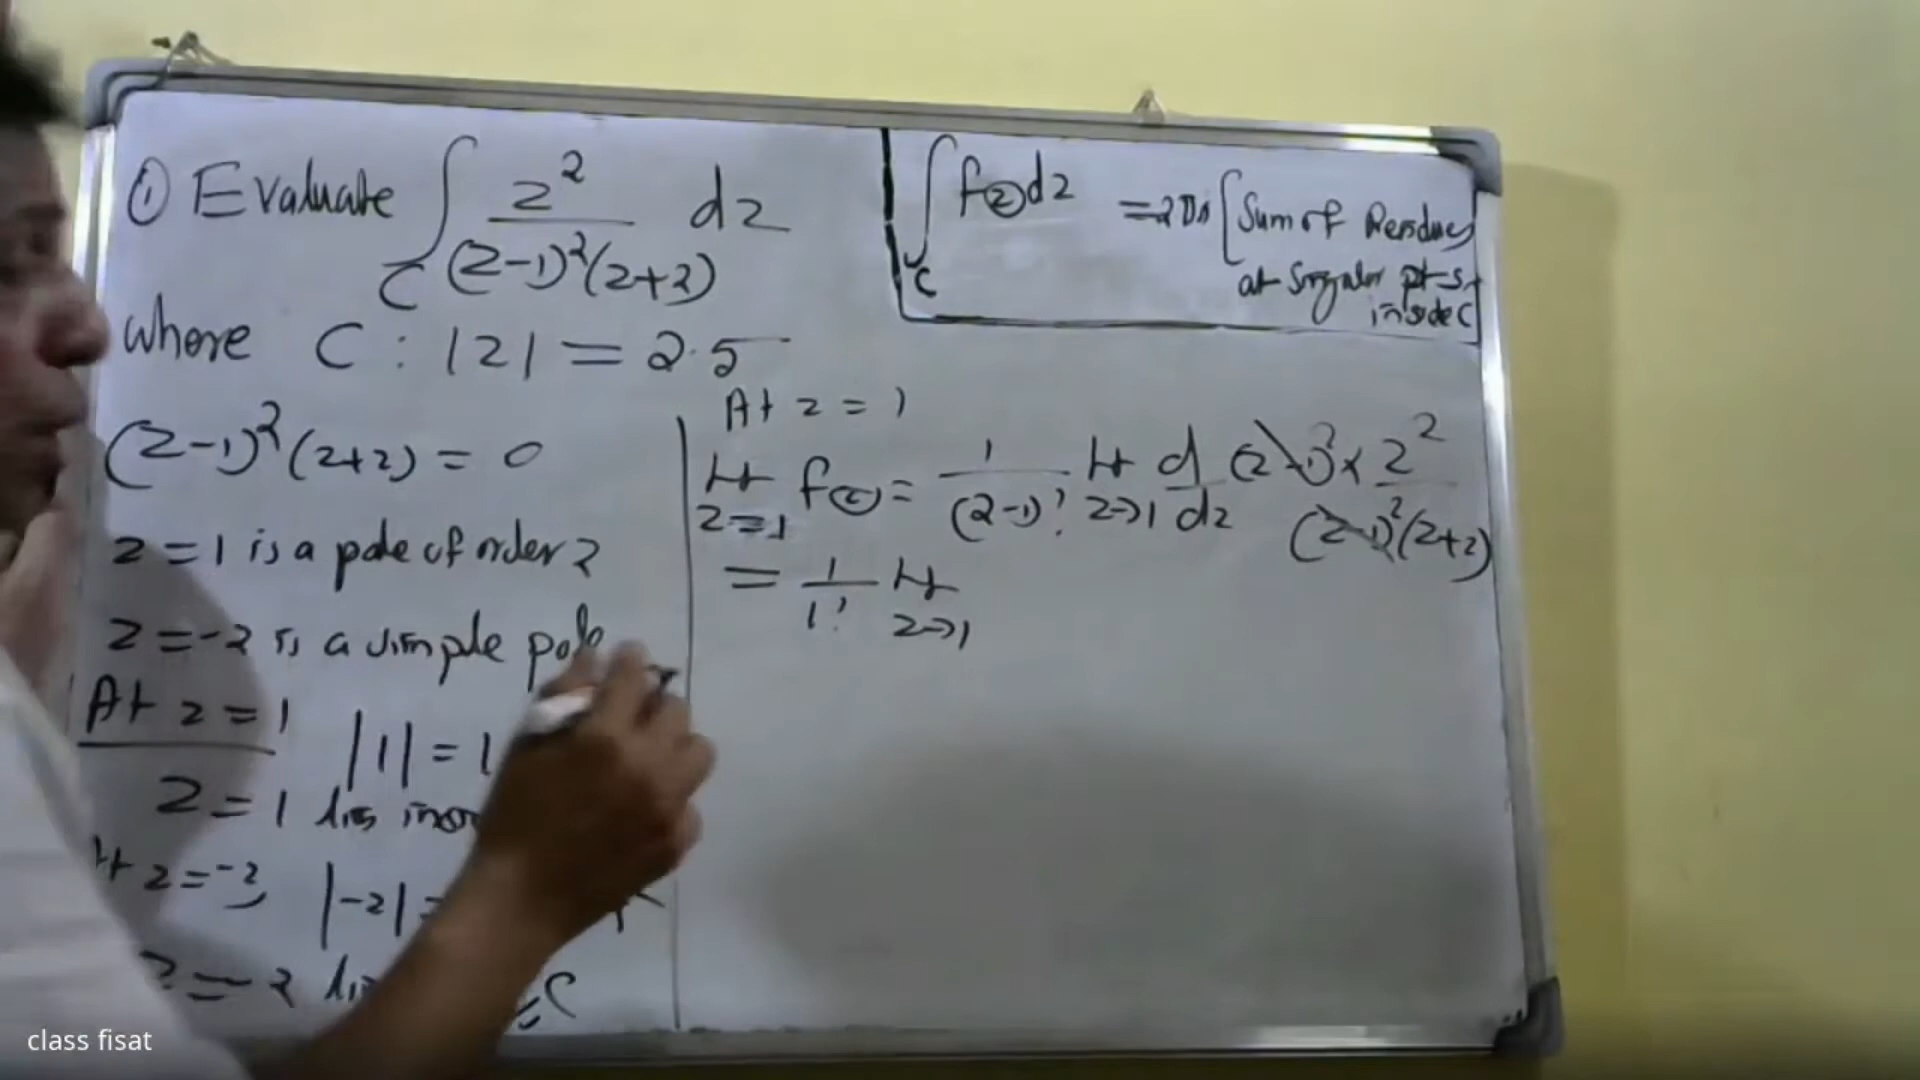 ① Evaluate ∫_C z²/((z-1)²(z+2)) dz
where C : |z| = 2.5
(z-1)²(z+2) = 0
z = 1 is a pole of order 2
z = -2 is a simple pole
At z = 1 |1| = 1
z = 1 lies
z = -2 |-2| =
z = -2 C
∫_C f(z)dz = 2πi [Sum of Residues
at Singular pts
inside C]
At z = 1
Lt z=1 f(z) = 1/(2-1)! Lt z→1 d/dz (z-1)² × z²/((z-1)²(z+2))
= 1/1! Lt z→1
class fisat